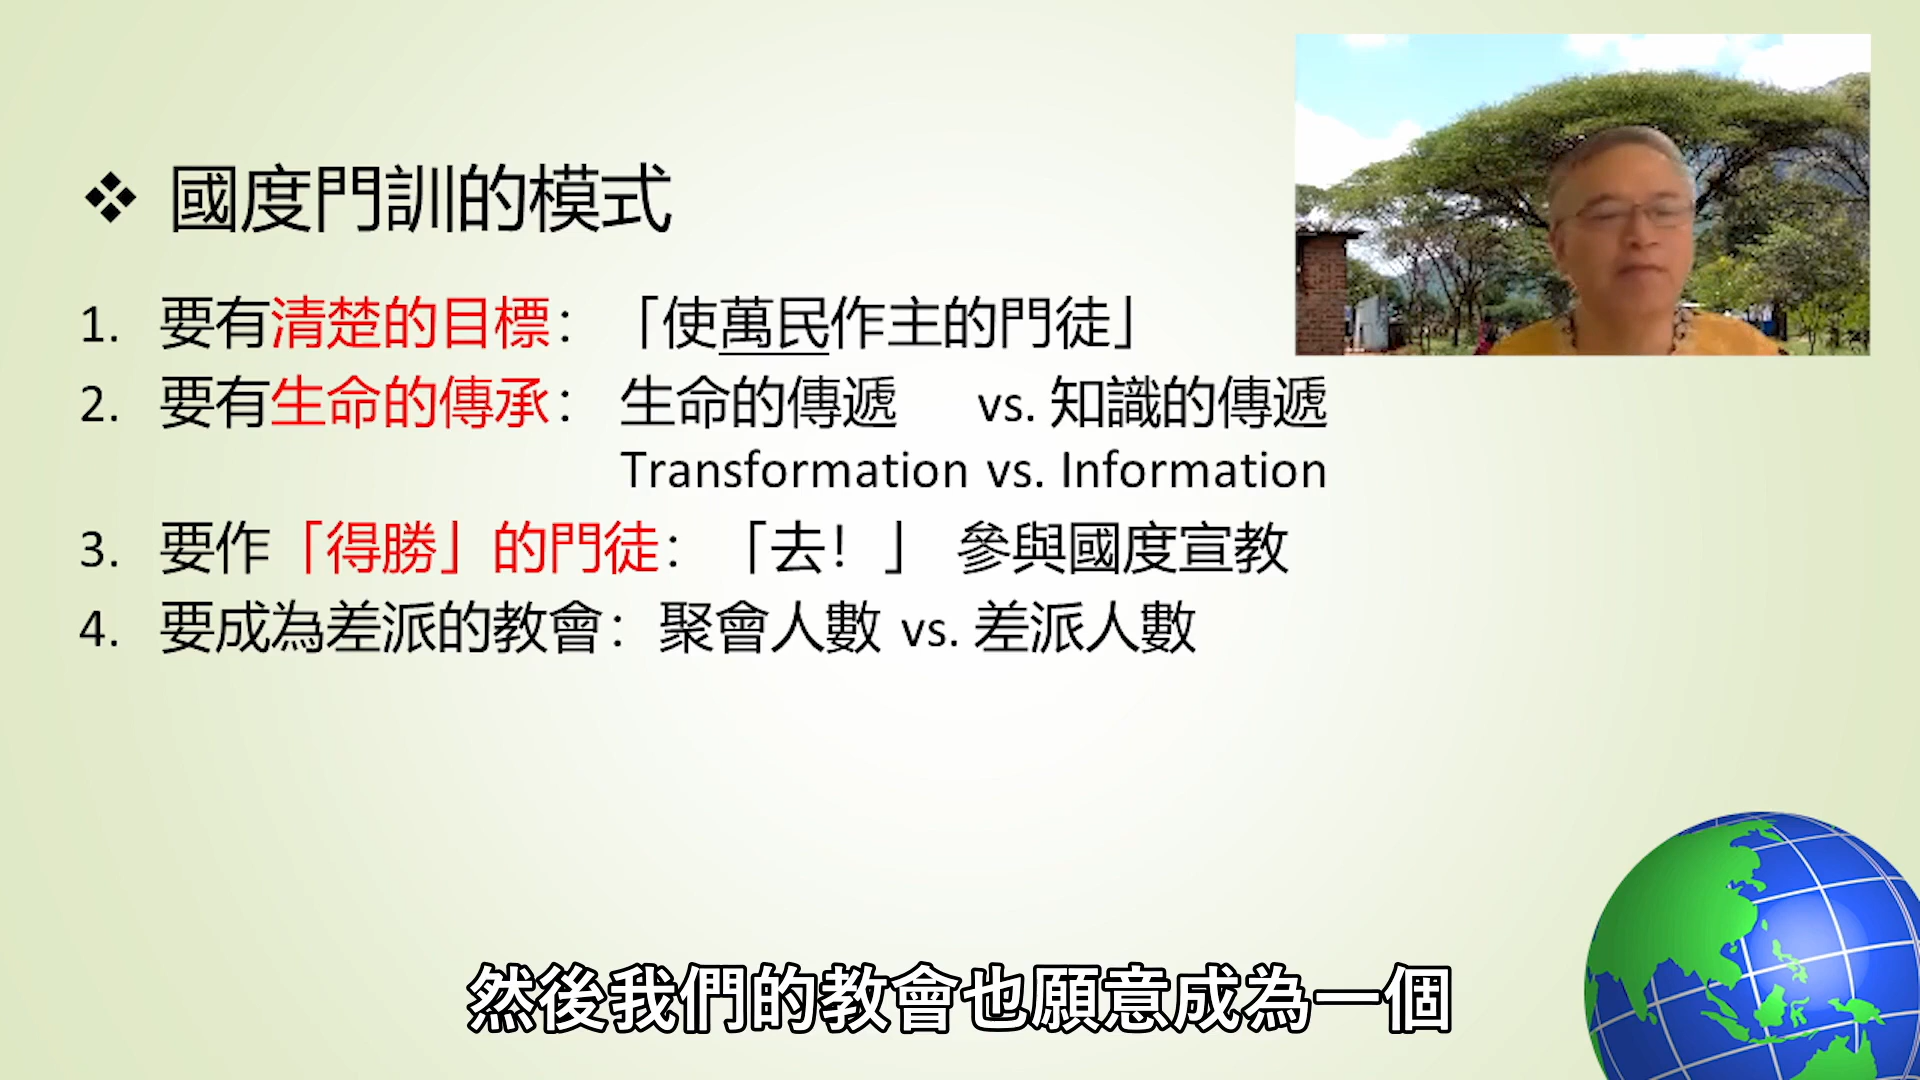 ❖ 國度門訓的模式
1. 要有清楚的目標：「使萬民作主的門徒」
2. 要有生命的傳承：生命的傳遞 vs. 知識的傳遞
Transformation vs. Information
3. 要作「得勝」的門徒：「去！」 參與國度宣教
4. 要成為差派的教會：聚會人數 vs. 差派人數
然後我們的教會也願意成為一個